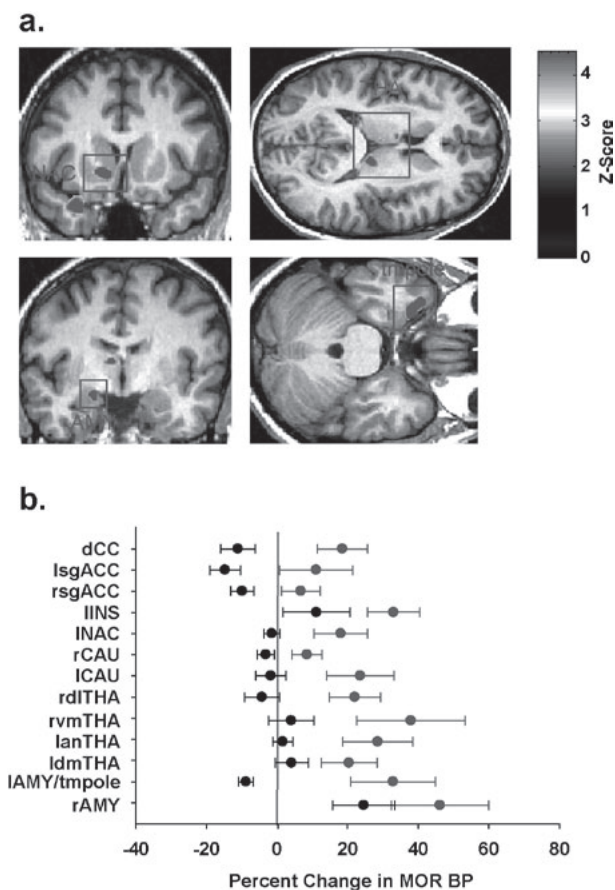 a.
4
3
2
1
0
Z-Score
tmpole
b.
dCC
lsgACC
rsgACC
lINS
lNAC
rCAU
lCAU
rdlTHA
rvmTHA
lanTHA
ldmTHA
lAMY/tmpole
rAMY
-40 -20 0 20 40 60 80
Percent Change in MOR BP